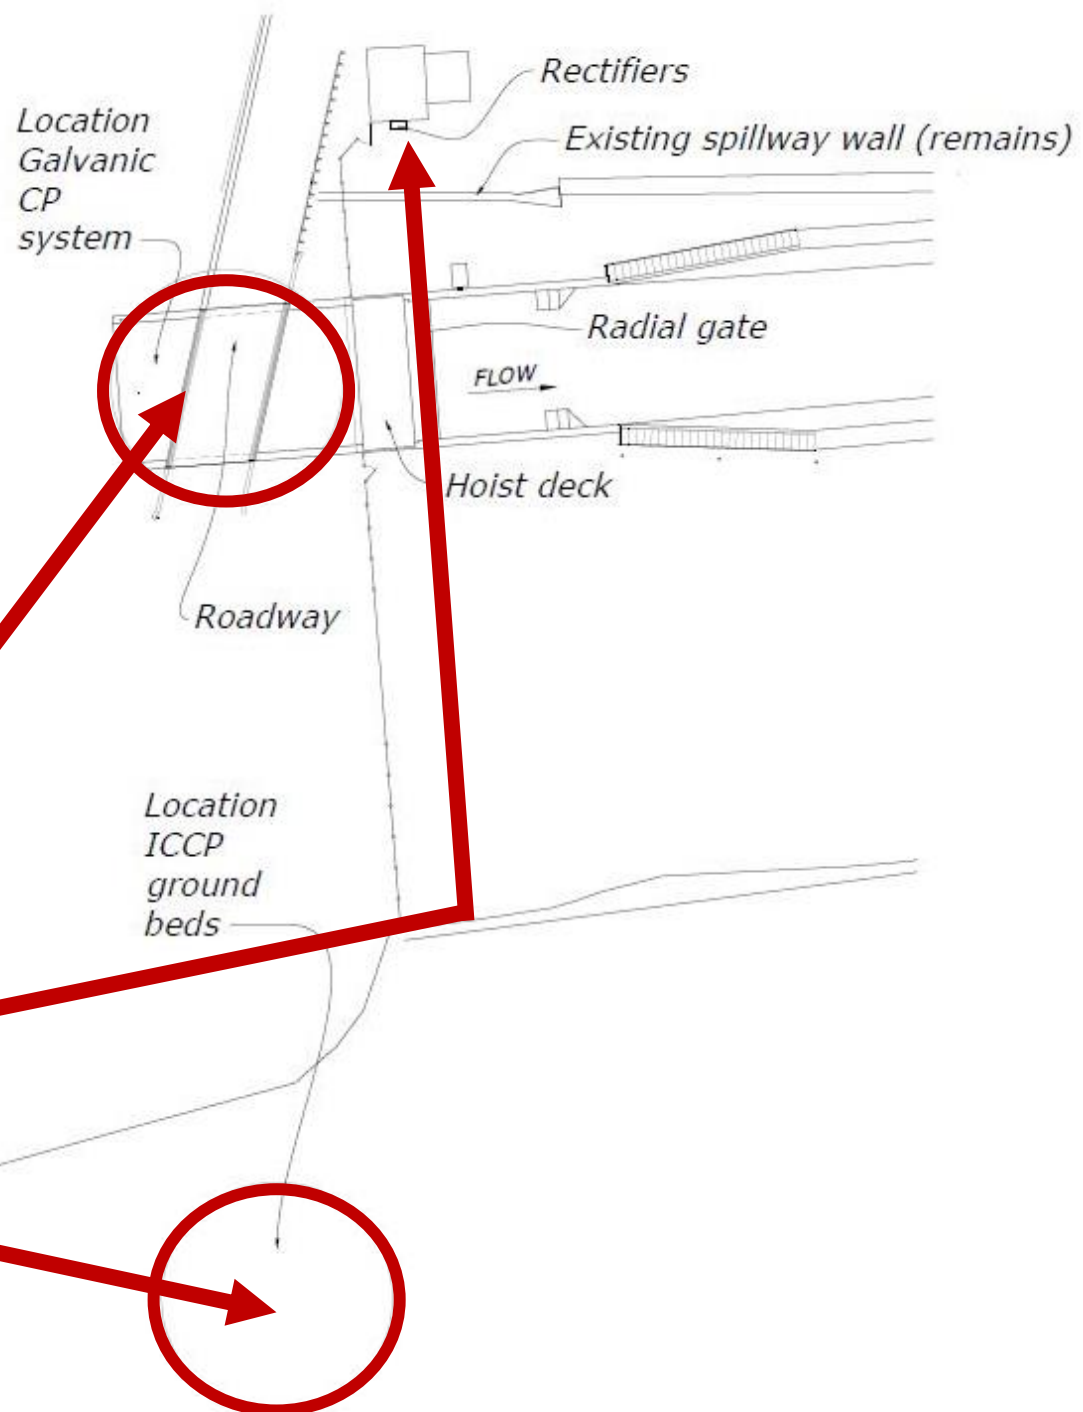 Rectifiers
Location
Galvanic
CP
system
Existing spillway wall (remains)
Radial gate
FLOW
Hoist deck
Roadway
Location
ICCP
ground
beds